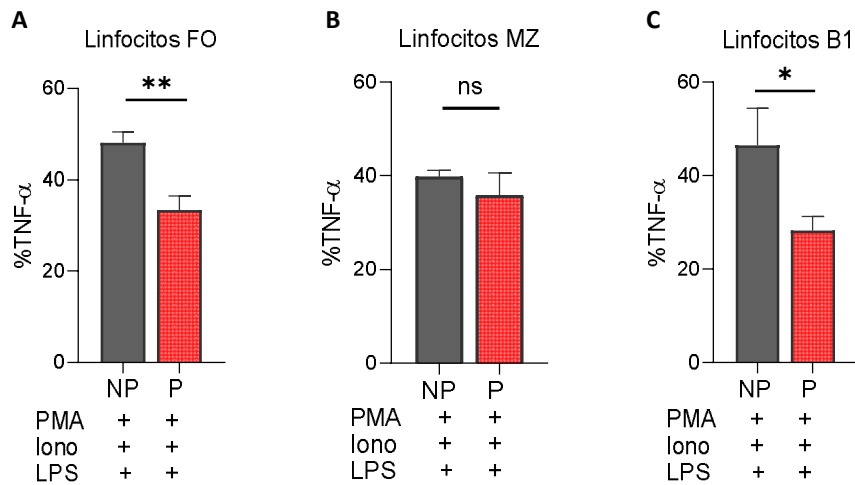 A
Linfocitos FO
**
60
40
20
0
%TNF-α
NP P
PMA + +
Iono + +
LPS + +
B
Linfocitos MZ
ns
60
40
20
0
%TNF-α
NP P
PMA + +
Iono + +
LPS + +
C
Linfocitos B1
*
60
40
20
0
%TNF-α
NP P
PMA + +
Iono + +
LPS + +